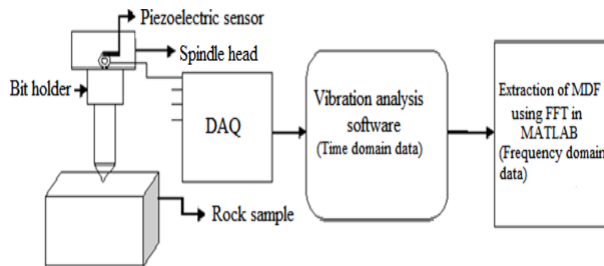 Piezoelectric sensor
Spindle head
Bit holder
DAQ
Vibration analysis
software
(Time domain data)
Extraction of MDF
using FFT in
MATLAB
(Frequency domain
data)
Rock sample